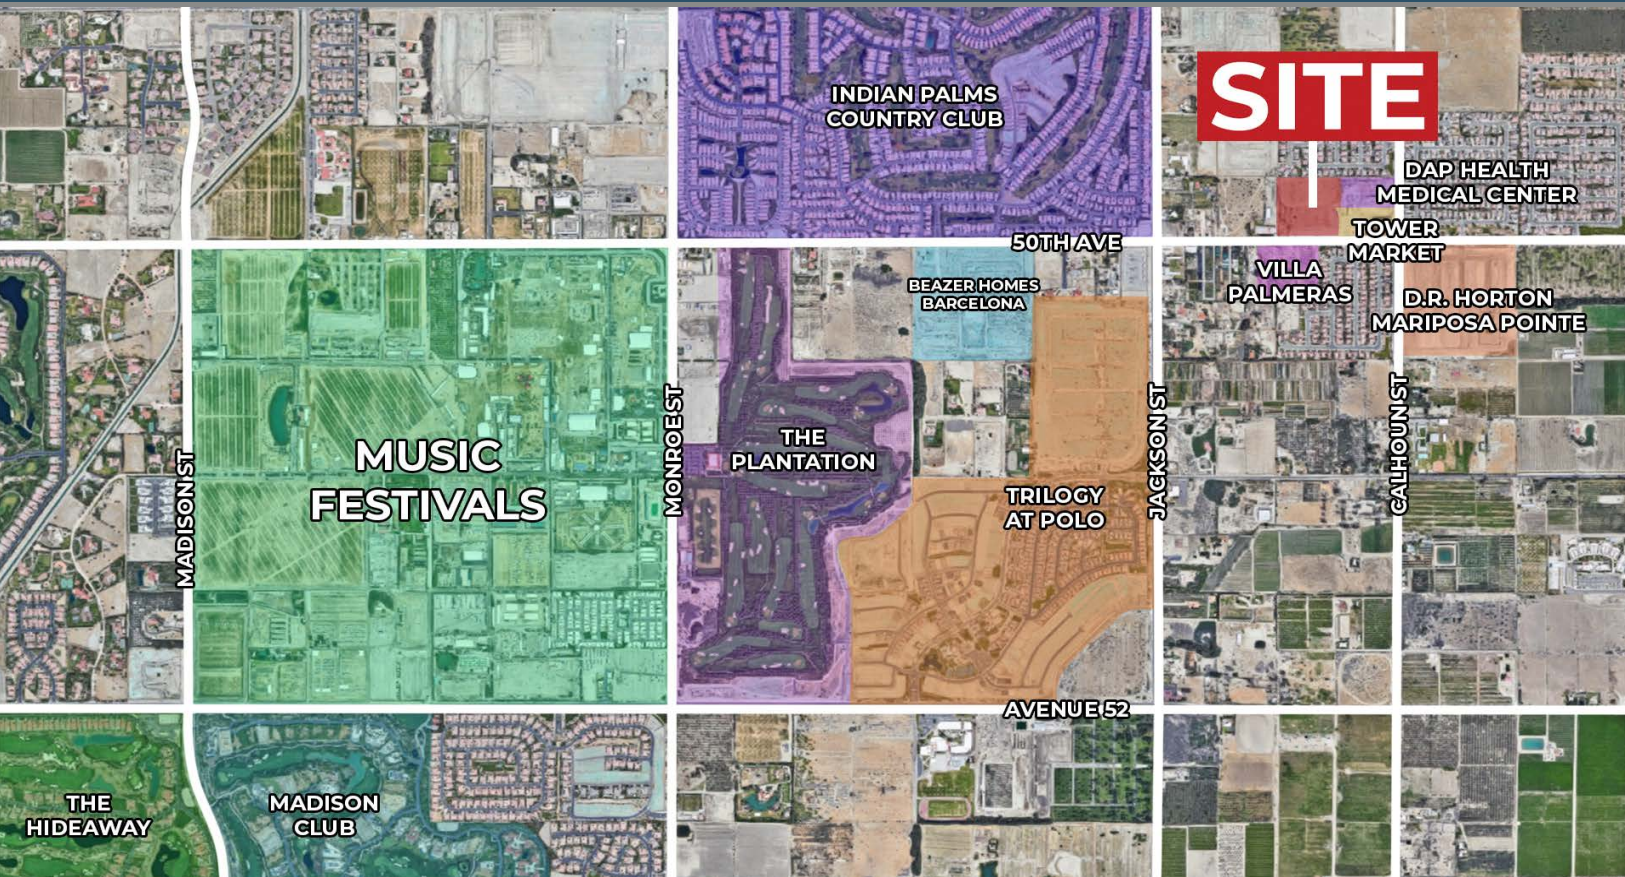 SITE
INDIAN PALMS
COUNTRY CLUB
DAP HEALTH
MEDICAL CENTER
TOWER
MARKET
50TH AVE
VILLA
PALMERAS
BEAZER HOMES
BARCELONA
D.R. HORTON
MARIPOSA POINTE
MUSIC
FESTIVALS
THE
PLANTATION
TRILOGY
AT POLO
MADISON ST
MONROE ST
JACKSON ST
CALHOUN ST
AVENUE 52
THE
HIDEAWAY
MADISON
CLUB